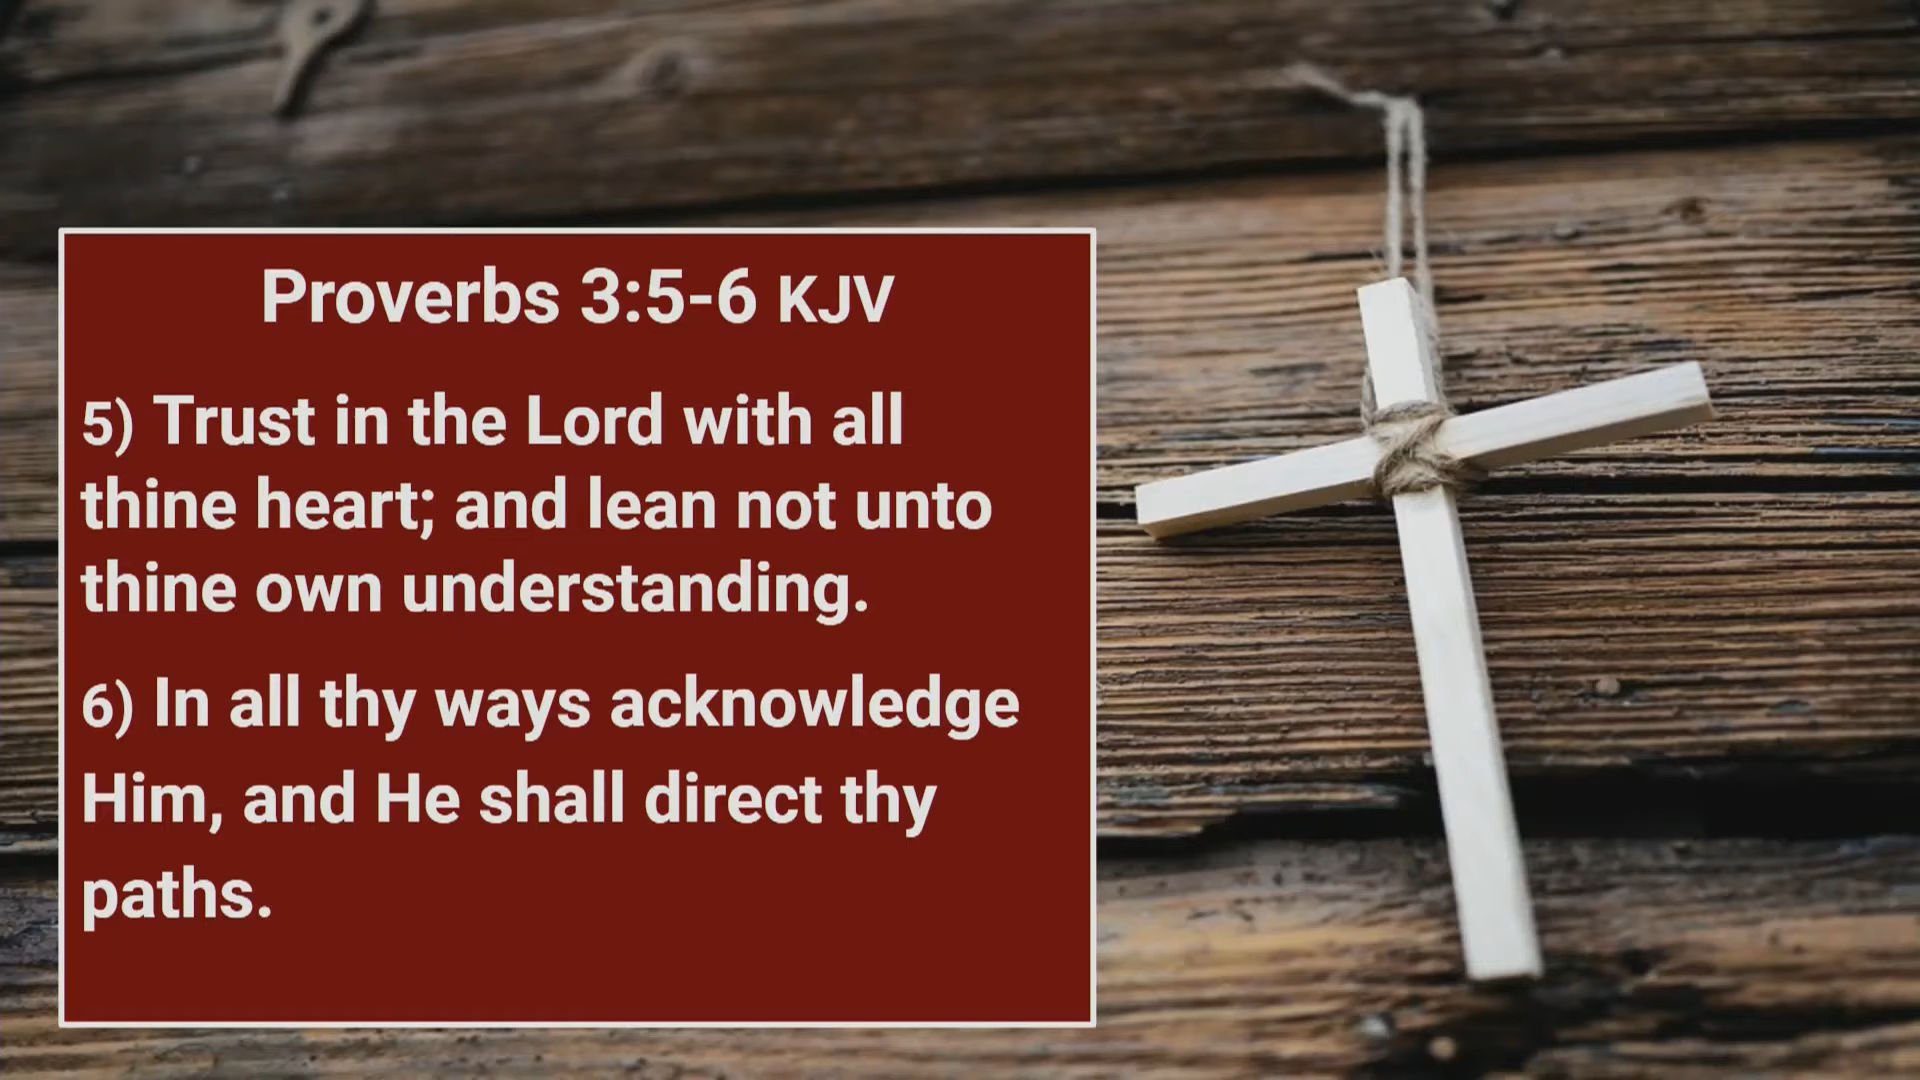 Proverbs 3:5-6 KJV
5) Trust in the Lord with all
thine heart; and lean not unto
thine own understanding.
6) In all thy ways acknowledge
Him, and He shall direct thy
paths.